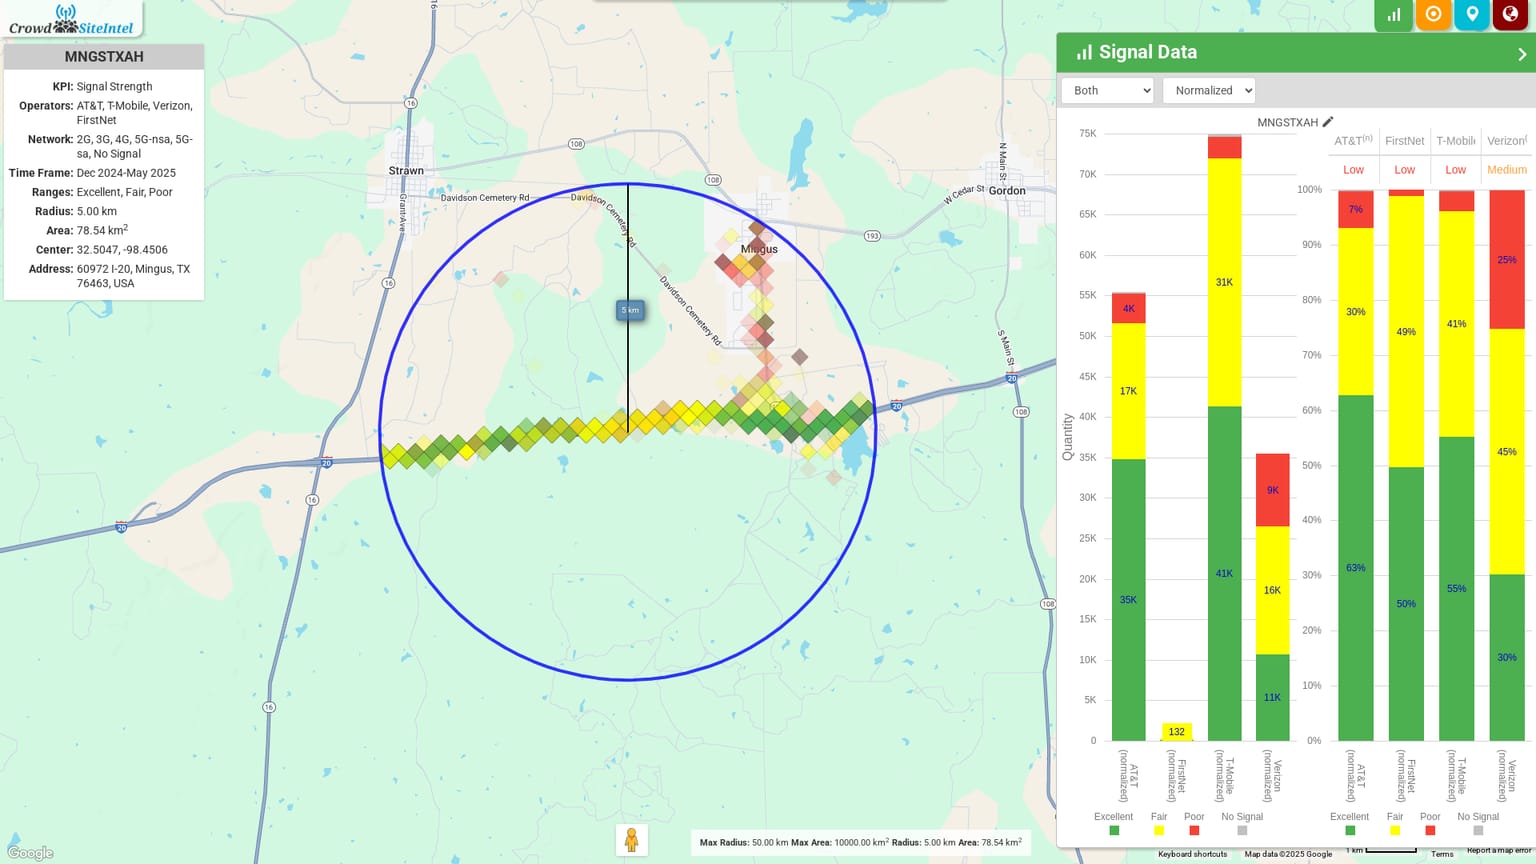 Crowd SiteIntel
MNGSTXAH
KPI: Signal Strength
Operators: AT&T, T-Mobile, Verizon,
FirstNet
Network: 2G, 3G, 4G, 5G-nsa, 5G-
sa, No Signal
Time Frame: Dec 2024-May 2025
Ranges: Excellent, Fair, Poor
Radius: 5.00 km
Area: 78.54 km2
Center: 32.5047, -98.4506
Address: 60972 I-20, Mingus, TX
76463, USA
16
16
108
Strawn
Grant Ave
Davidson Cemetery Rd
Davidson Cemetery Rd
108
193
W Cedar St
N Main St
Gordon
Mingus
16
5 km
Davidson Cemetery Rd
S Main St
20
20
108
20
16
20
108
16
Google
Max Radius: 50.00 km Max Area: 10000.00 km2 Radius: 5.00 km Area: 78.54 km2
Signal Data
Both
Normalized
MNGSTXAH
Quantity
75K
70K
65K
60K
55K
50K
45K
40K
35K
30K
25K
20K
15K
10K
5K
0
4K
17K
35K
132
31K
41K
9K
16K
11K
AT&T
(normalized)
FirstNet
(normalized)
T-Mobile
(normalized)
Verizon
(normalized)
Excellent
Fair
Poor
No Signal
AT&T(n)
FirstNet
T-Mobile
Verizon(
Low
Low
Low
Medium
100%
90%
80%
70%
60%
50%
40%
30%
20%
10%
0%
7%
30%
63%
49%
50%
41%
55%
25%
45%
30%
AT&T
(normalized)
FirstNet
(normalized)
T-Mobile
(normalized)
Verizon
(normalized)
Excellent
Fair
Poor
No Signal
Keyboard shortcuts
Map data ©2025 Google
1 km
Terms
Report a map error